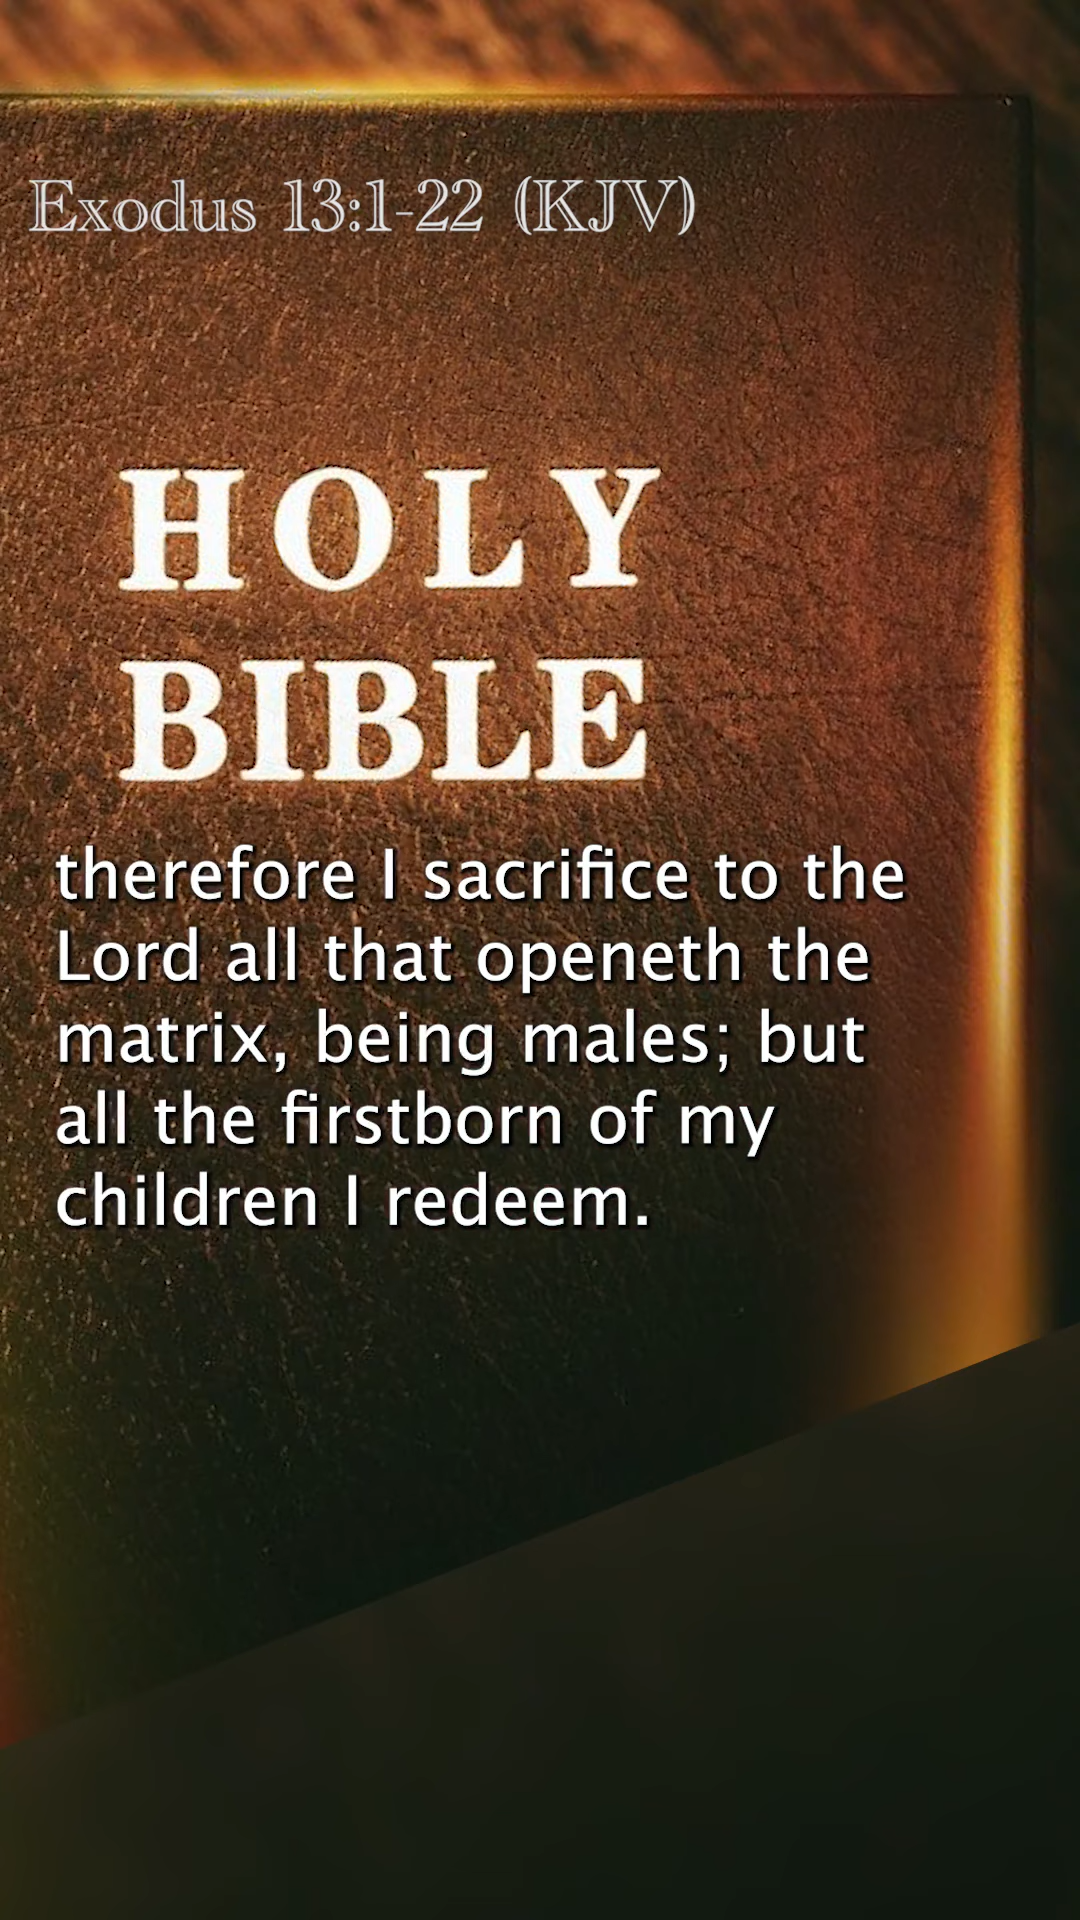 Exodus 13:1-22 (KJV)
HOLY
BIBLE
therefore I sacrifice to the
Lord all that openeth the
matrix, being males; but
all the firstborn of my
children I redeem.